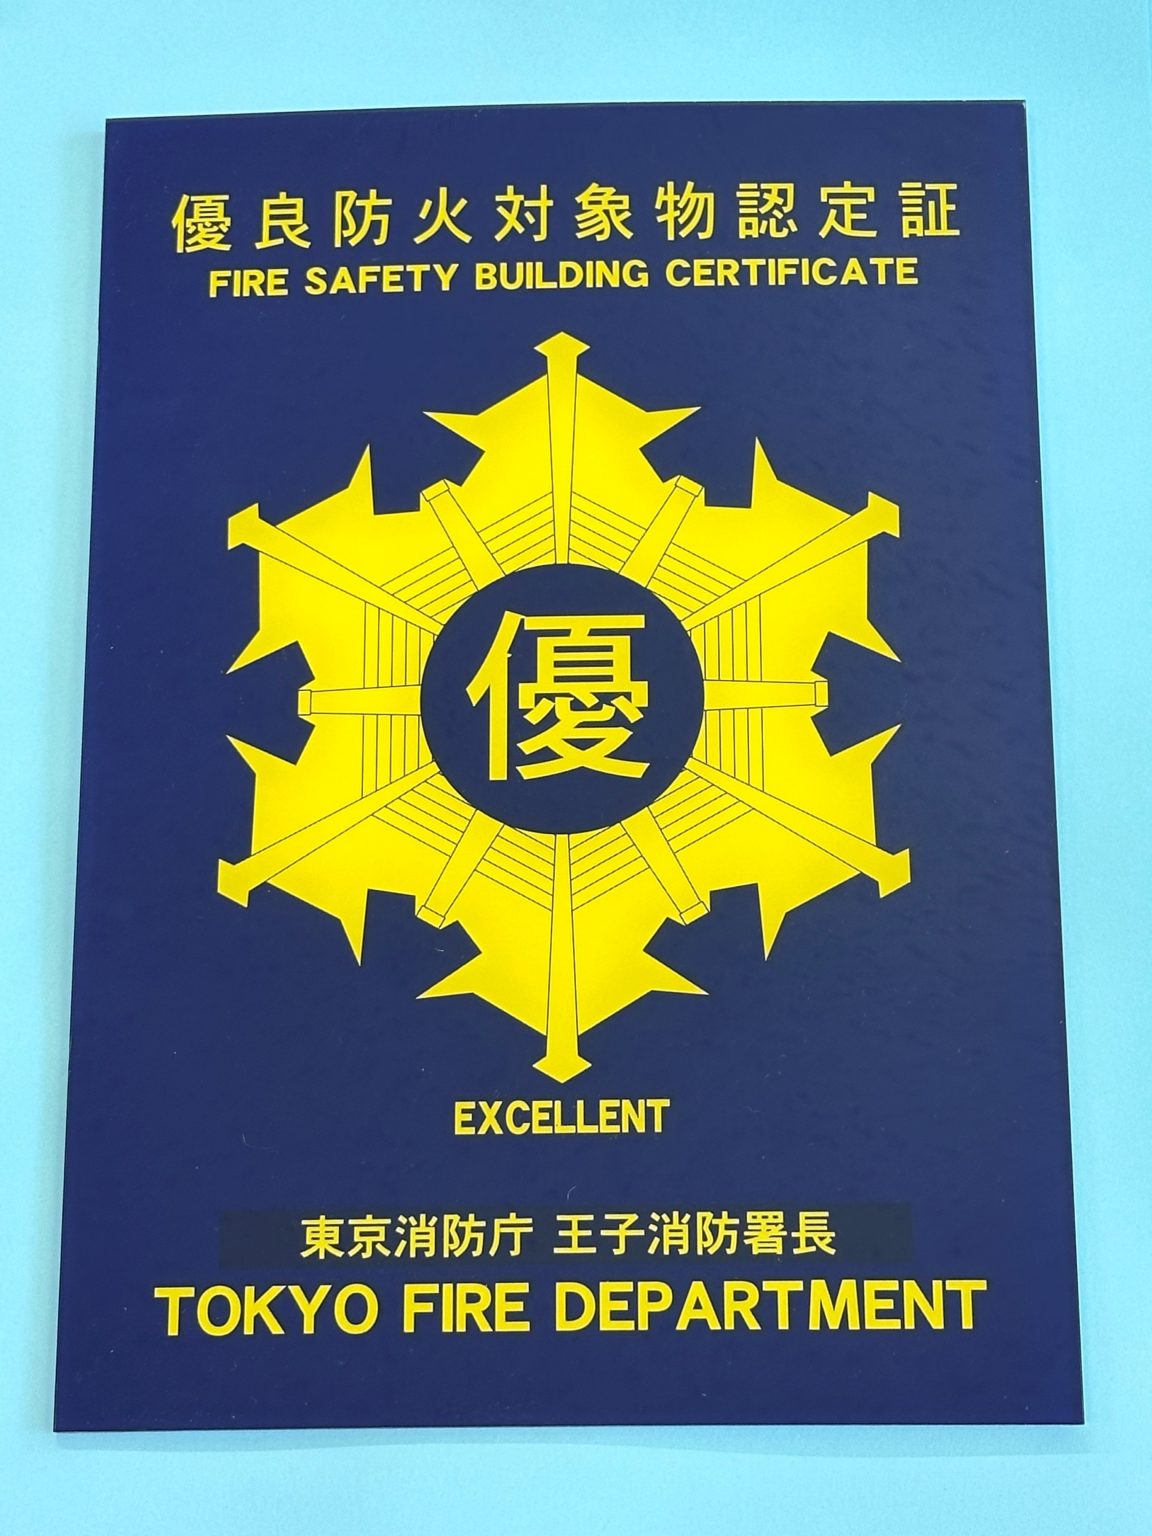 優良防火対象物認定証
FIRE SAFETY BUILDING CERTIFICATE
優
EXCELLENT
東京消防庁 王子消防署長
TOKYO FIRE DEPARTMENT